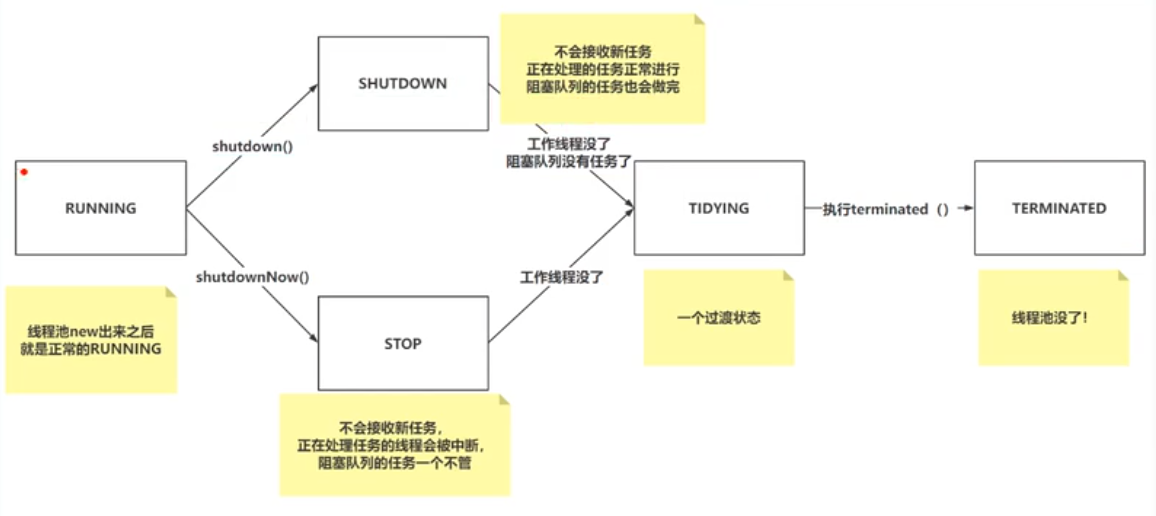 不会接收新任务
正在处理的任务正常进行
阻塞队列的任务也会做完
SHUTDOWN
shutdown()
工作线程没了
阻塞队列没有任务了
RUNNING
TIDYING
执行terminated（）
TERMINATED
shutdownNow()
工作线程没了
线程池new出来之后
就是正常的RUNNING
一个过渡状态
线程池没了！
STOP
不会接收新任务，
正在处理任务的线程会被中断，
阻塞队列的任务一个不管